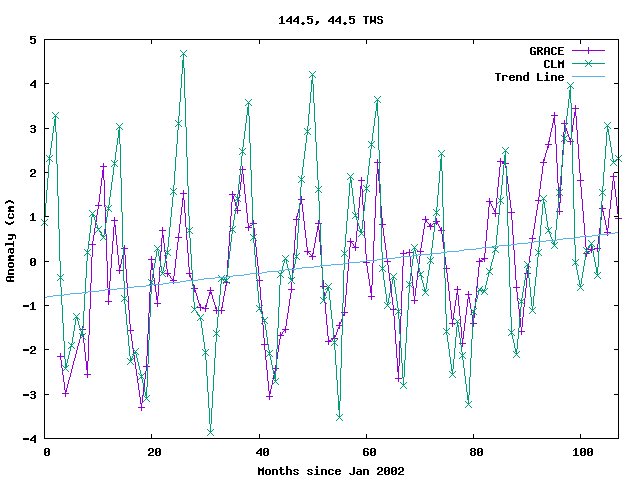 144.5, 44.5 TWS
GRACE
CLM
Trend Line
5
4
3
2
1
0
-1
-2
-3
-4
Anomaly (cm)
0 20 40 60 80 100
Months since Jan 2002